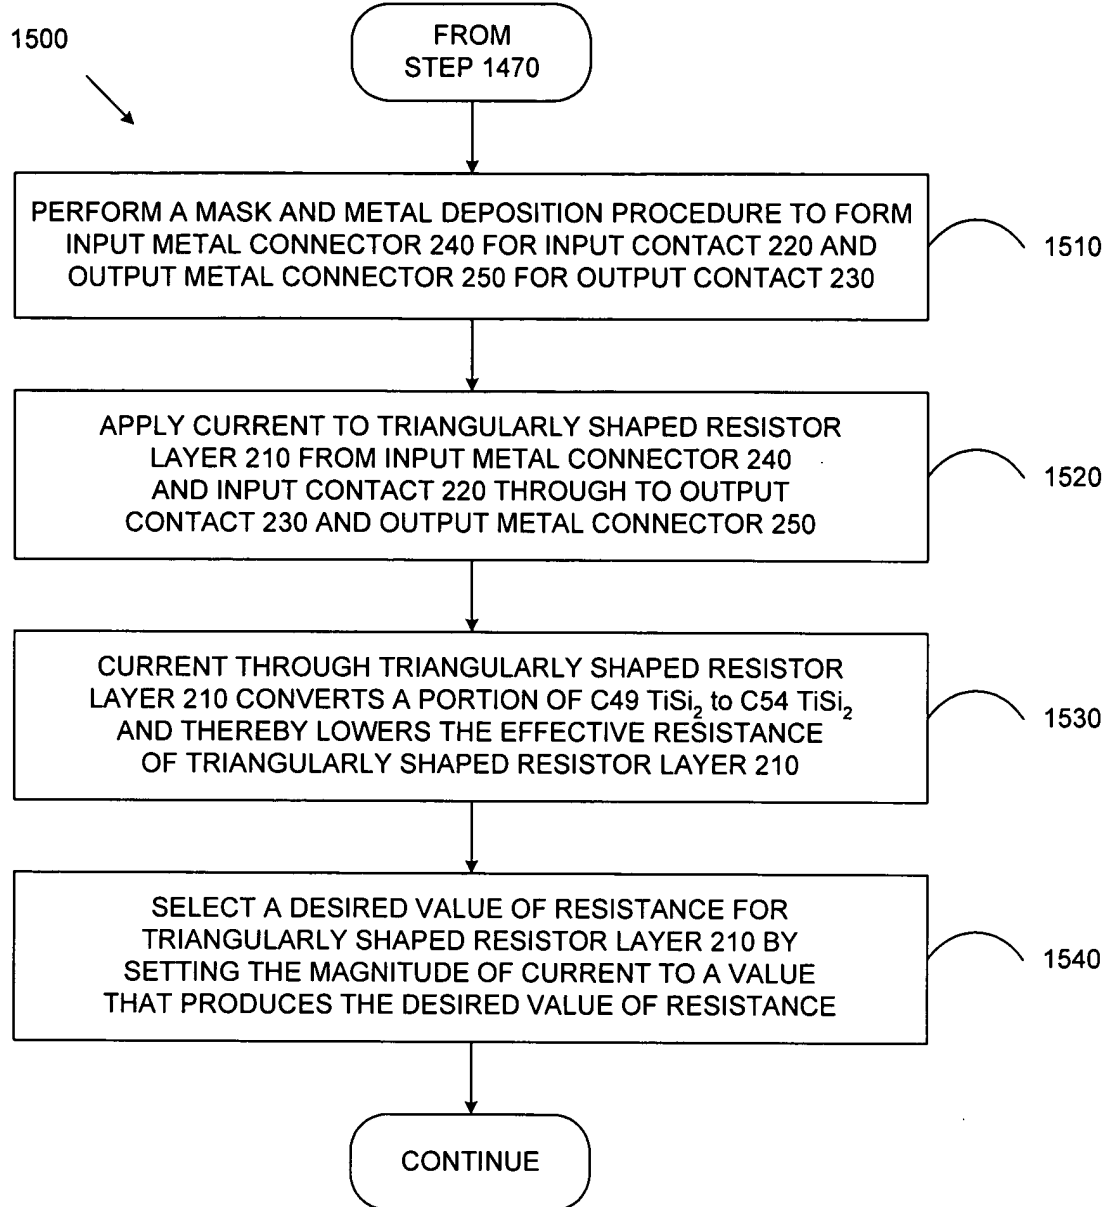 1500
FROM
STEP 1470
PERFORM A MASK AND METAL DEPOSITION PROCEDURE TO FORM
INPUT METAL CONNECTOR 240 FOR INPUT CONTACT 220 AND
OUTPUT METAL CONNECTOR 250 FOR OUTPUT CONTACT 230
1510
APPLY CURRENT TO TRIANGULARLY SHAPED RESISTOR
LAYER 210 FROM INPUT METAL CONNECTOR 240
AND INPUT CONTACT 220 THROUGH TO OUTPUT
CONTACT 230 AND OUTPUT METAL CONNECTOR 250
1520
CURRENT THROUGH TRIANGULARLY SHAPED RESISTOR
LAYER 210 CONVERTS A PORTION OF C49 TiSi₂ to C54 TiSi₂
AND THEREBY LOWERS THE EFFECTIVE RESISTANCE
OF TRIANGULARLY SHAPED RESISTOR LAYER 210
1530
SELECT A DESIRED VALUE OF RESISTANCE FOR
TRIANGULARLY SHAPED RESISTOR LAYER 210 BY
SETTING THE MAGNITUDE OF CURRENT TO A VALUE
THAT PRODUCES THE DESIRED VALUE OF RESISTANCE
1540
CONTINUE